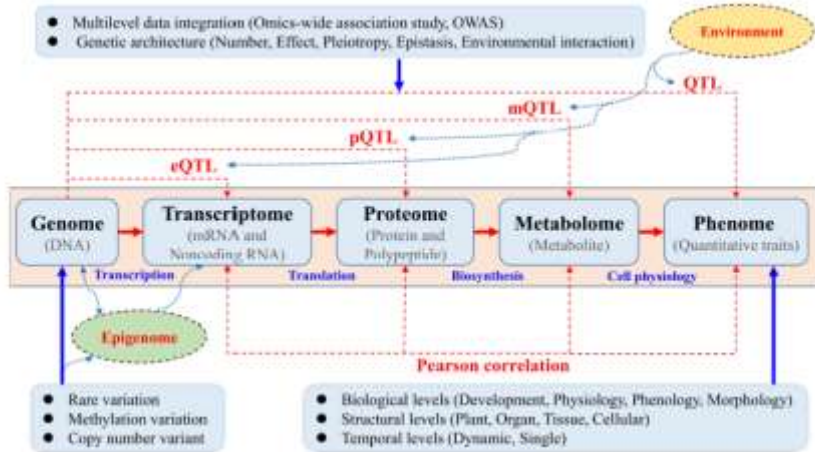 ● Multilevel data integration (Omics-wide association study, OWAS)
● Genetic architecture (Number, Effect, Pleiotropy, Epistasis, Environmental interaction)
Environment
QTL
mQTL
pQTL
eQTL
Genome
(DNA)
Transcriptome
(mRNA and
Noncoding RNA)
Proteome
(Protein and
Polypeptide)
Metabolome
(Metabolite)
Phenome
(Quantitative traits)
Transcription
Translation
Biosynthesis
Cell physiology
Epigenome
Pearson correlation
● Rare variation
● Methylation variation
● Copy number variant
● Biological levels (Development, Physiology, Phenology, Morphology)
● Structural levels (Plant, Organ, Tissue, Cellular)
● Temporal levels (Dynamic, Single)